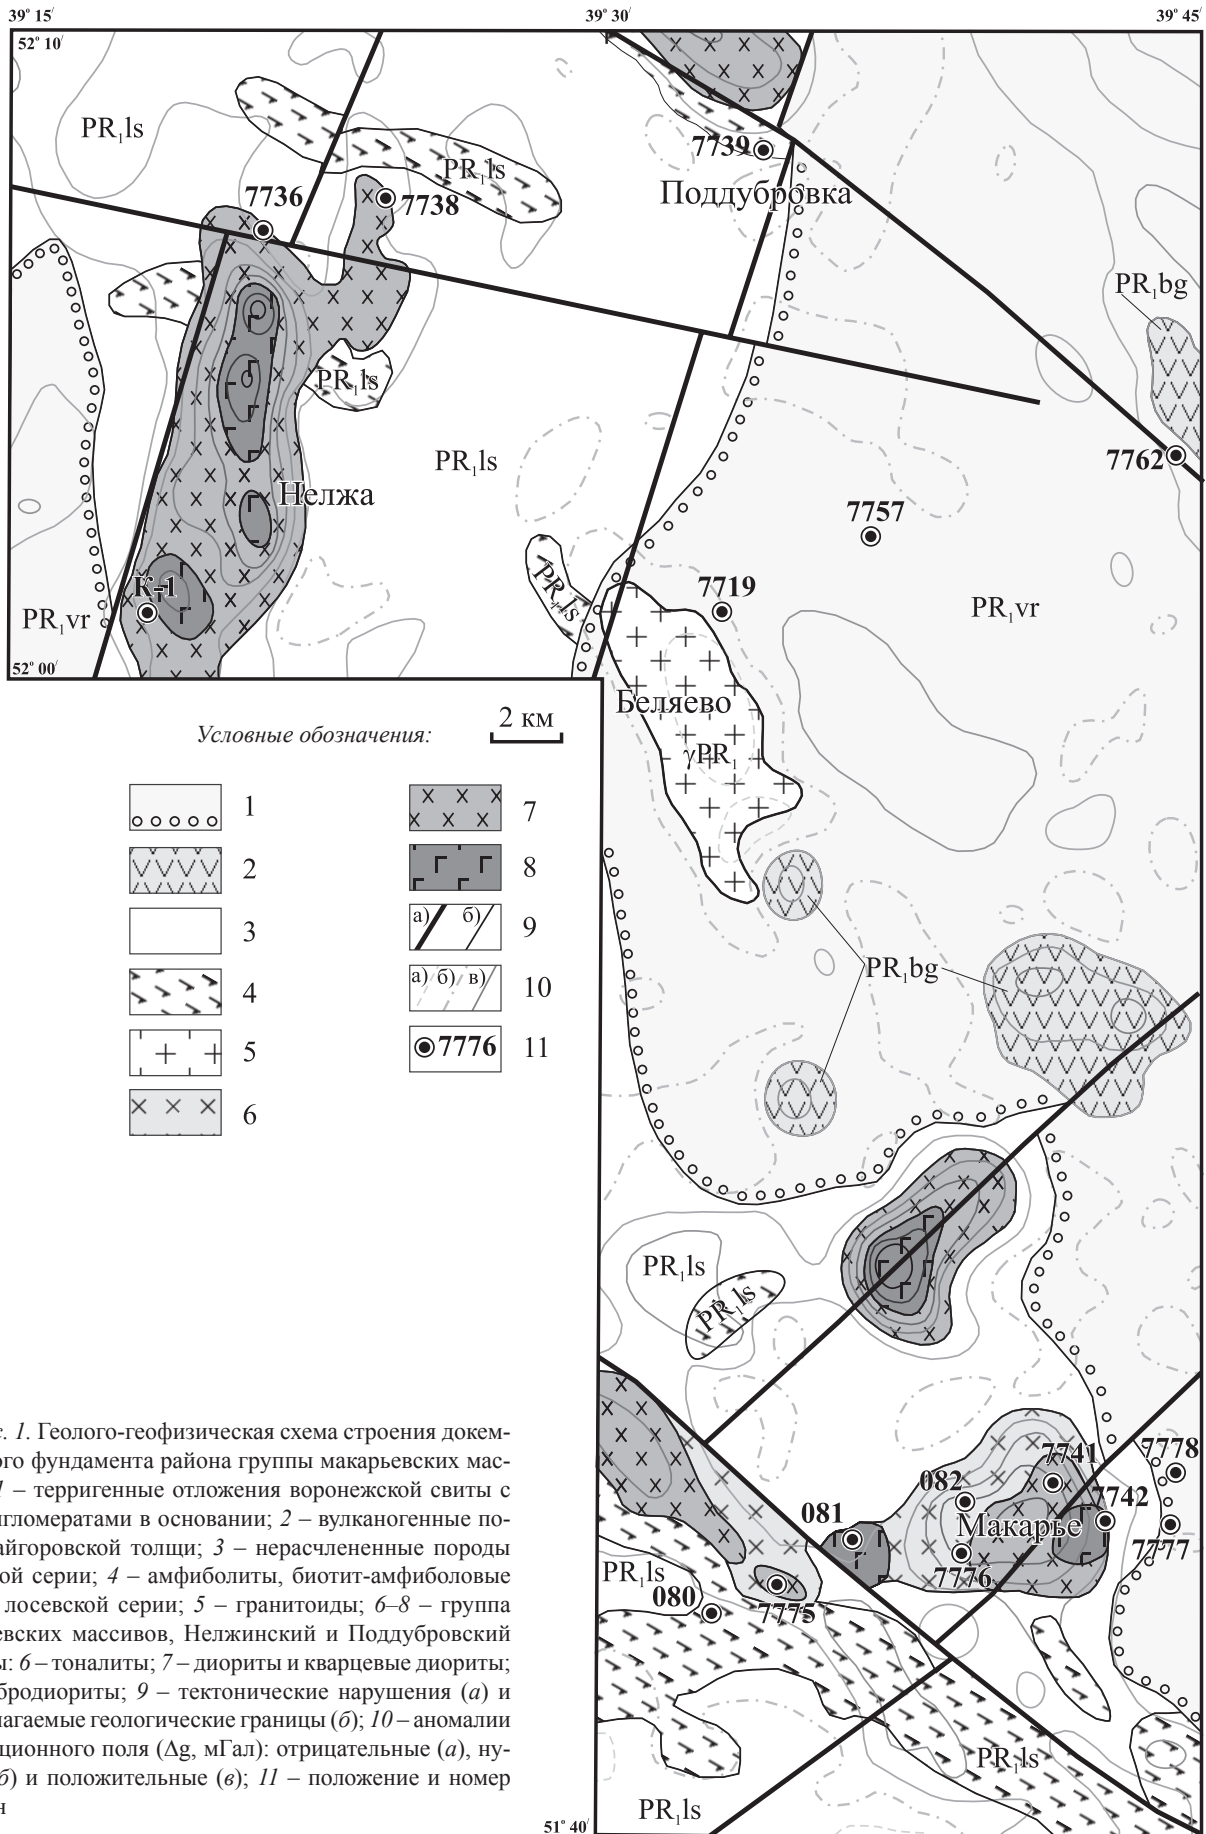 39° 15′ 39° 30′ 39° 45′
52° 10′
PR₁ls
PR₁ls
7739
7736
7738
Поддубровка
PR₁bg
PR₁ls
PR₁ls
7762
Нелжа
7757
К-1
PR₁ls
7719
PR₁vr
PR₁vr
52° 00′
Беляево
Условные обозначения:
2 км
γPR₁
1
7
2
8
3
а) б)
9
4
а) б) в)
10
5
7776
11
6
PR₁bg
PR₁ls
PR₁ls
7741
7778
082
7742
081
Макарье
7777
PR₁ls
7776
080
7775
PR₁ls
PR₁ls
51° 40′
с. 1. Геолого-геофизическая схема строения докем-
ого фундамента района группы макарьевских мас-
1 – терригенные отложения воронежской свиты с
нгломератами в основании; 2 – вулканогенные по-
айгоровской толщи; 3 – нерасчлененные породы
ой серии; 4 – амфиболиты, биотит-амфиболовые
лосевской серии; 5 – гранитоиды; 6–8 – группа
евских массивов, Нелжинский и Поддубровский
ы: 6 – тоналиты; 7 – диориты и кварцевые диориты;
бродиориты; 9 – тектонические нарушения (а) и
лагаемые геологические границы (б); 10 – аномалии
ционного поля (Δg, мГал): отрицательные (а), ну-
б) и положительные (в); 11 – положение и номер
н